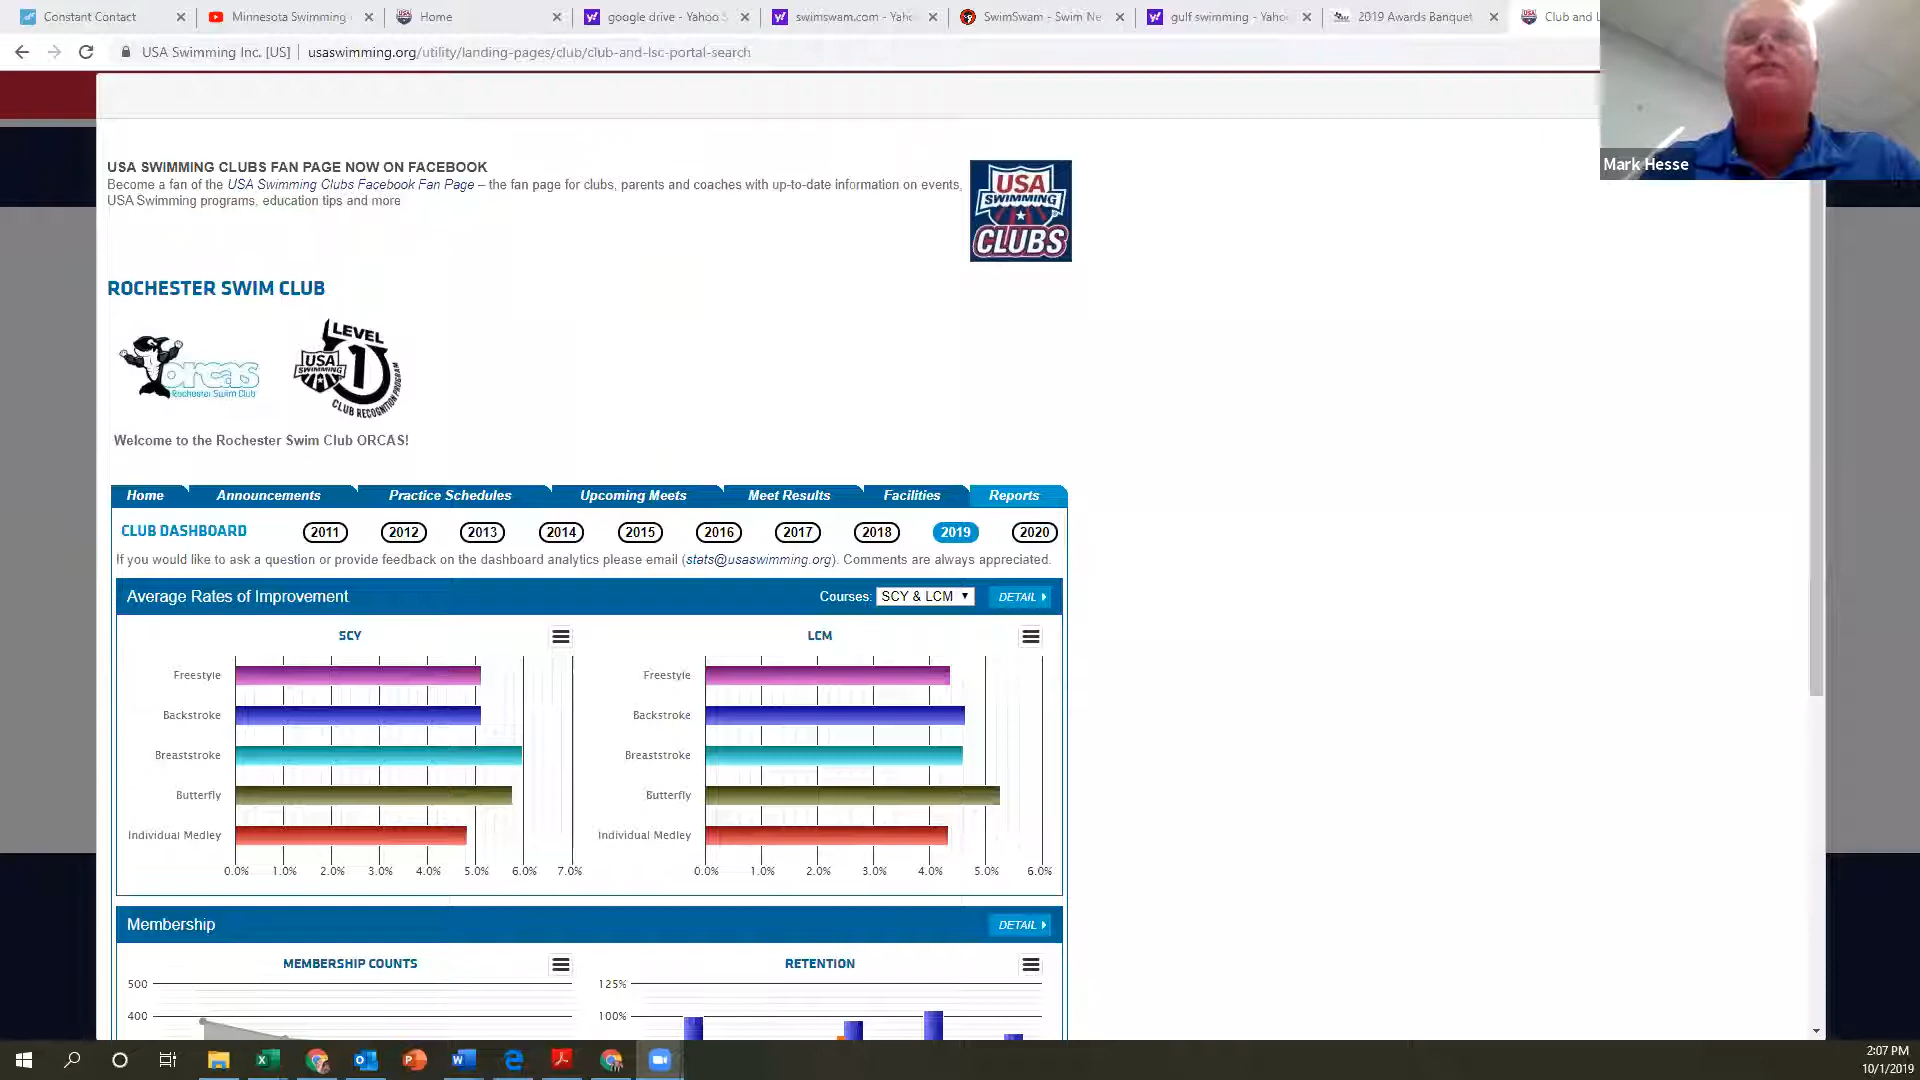 Constant Contact
Minnesota Swimming
Home
google drive - Yahoo S
swimswam.com - Yaho
SwimSwam - Swim Ne
gulf swimming - Yaho
2019 Awards Banquet
Club and L
USA Swimming Inc. [US] | usaswimming.org/utility/landing-pages/club/club-and-lsc-portal-search
Mark Hesse
USA SWIMMING CLUBS FAN PAGE NOW ON FACEBOOK
Become a fan of the USA Swimming Clubs Facebook Fan Page – the fan page for clubs, parents and coaches with up-to-date information on events,
USA Swimming programs, education tips and more
USA
SWIMMING
CLUBS
ROCHESTER SWIM CLUB
orcas
Rochester Swim Club
LEVEL
1
USA
SWIMMING
CLUB RECOGNITION PROGRAM
Welcome to the Rochester Swim Club ORCAS!
Home Announcements Practice Schedules Upcoming Meets Meet Results Facilities Reports
CLUB DASHBOARD 2011 2012 2013 2014 2015 2016 2017 2018 2019 2020
If you would like to ask a question or provide feedback on the dashboard analytics please email (stats@usaswimming.org). Comments are always appreciated.
Average Rates of Improvement Courses: SCY & LCM DETAIL
SCY
Freestyle
Backstroke
Breaststroke
Butterfly
Individual Medley
0.0% 1.0% 2.0% 3.0% 4.0% 5.0% 6.0% 7.0%
LCM
Freestyle
Backstroke
Breaststroke
Butterfly
Individual Medley
0.0% 1.0% 2.0% 3.0% 4.0% 5.0% 6.0%
Membership DETAIL
MEMBERSHIP COUNTS
500
400
RETENTION
125%
100%
2:07 PM
10/1/2019